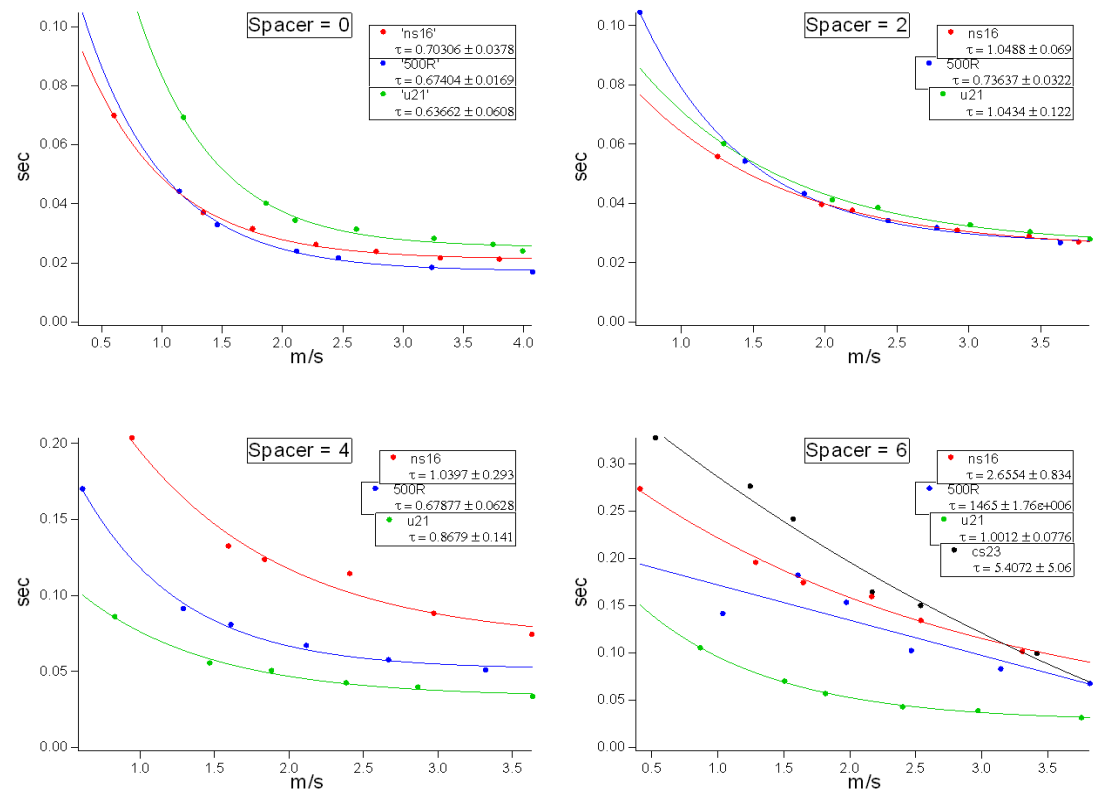 Spacer = 0
'ns16'
τ = 0.70306 ± 0.0378
'500R'
τ = 0.67404 ± 0.0169
'u21'
τ = 0.63662 ± 0.0608
0.10
0.08
0.06
0.04
0.02
0.00
sec
0.5 1.0 1.5 2.0 2.5 3.0 3.5 4.0
m/s
Spacer = 2
ns16
τ = 1.0488 ± 0.069
500R
τ = 0.73637 ± 0.0322
u21
τ = 1.0434 ± 0.122
0.10
0.08
0.06
0.04
0.02
0.00
sec
1.0 1.5 2.0 2.5 3.0 3.5
m/s
Spacer = 4
ns16
τ = 1.0397 ± 0.293
500R
τ = 0.67877 ± 0.0628
u21
τ = 0.8679 ± 0.141
0.20
0.15
0.10
0.05
0.00
sec
1.0 1.5 2.0 2.5 3.0 3.5
m/s
Spacer = 6
ns16
τ = 2.6554 ± 0.834
500R
τ = 1465 ± 1.76e+006
u21
τ = 1.0012 ± 0.0776
cs23
τ = 5.4072 ± 5.06
0.30
0.25
0.20
0.15
0.10
0.05
0.00
sec
0.5 1.0 1.5 2.0 2.5 3.0 3.5
m/s